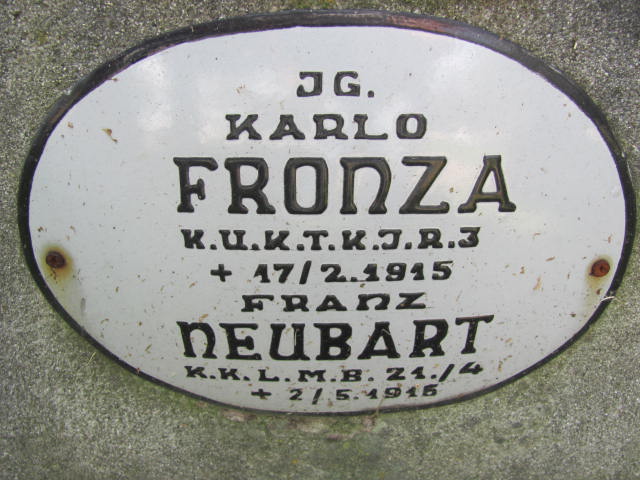 JG.
KARLO
FRONZA
K.U.K.T.K.J.R.3
+ 17/2.1915
FRANZ
NEUBART
K.K.L.M.B. 21./4
+ 2/5.1915